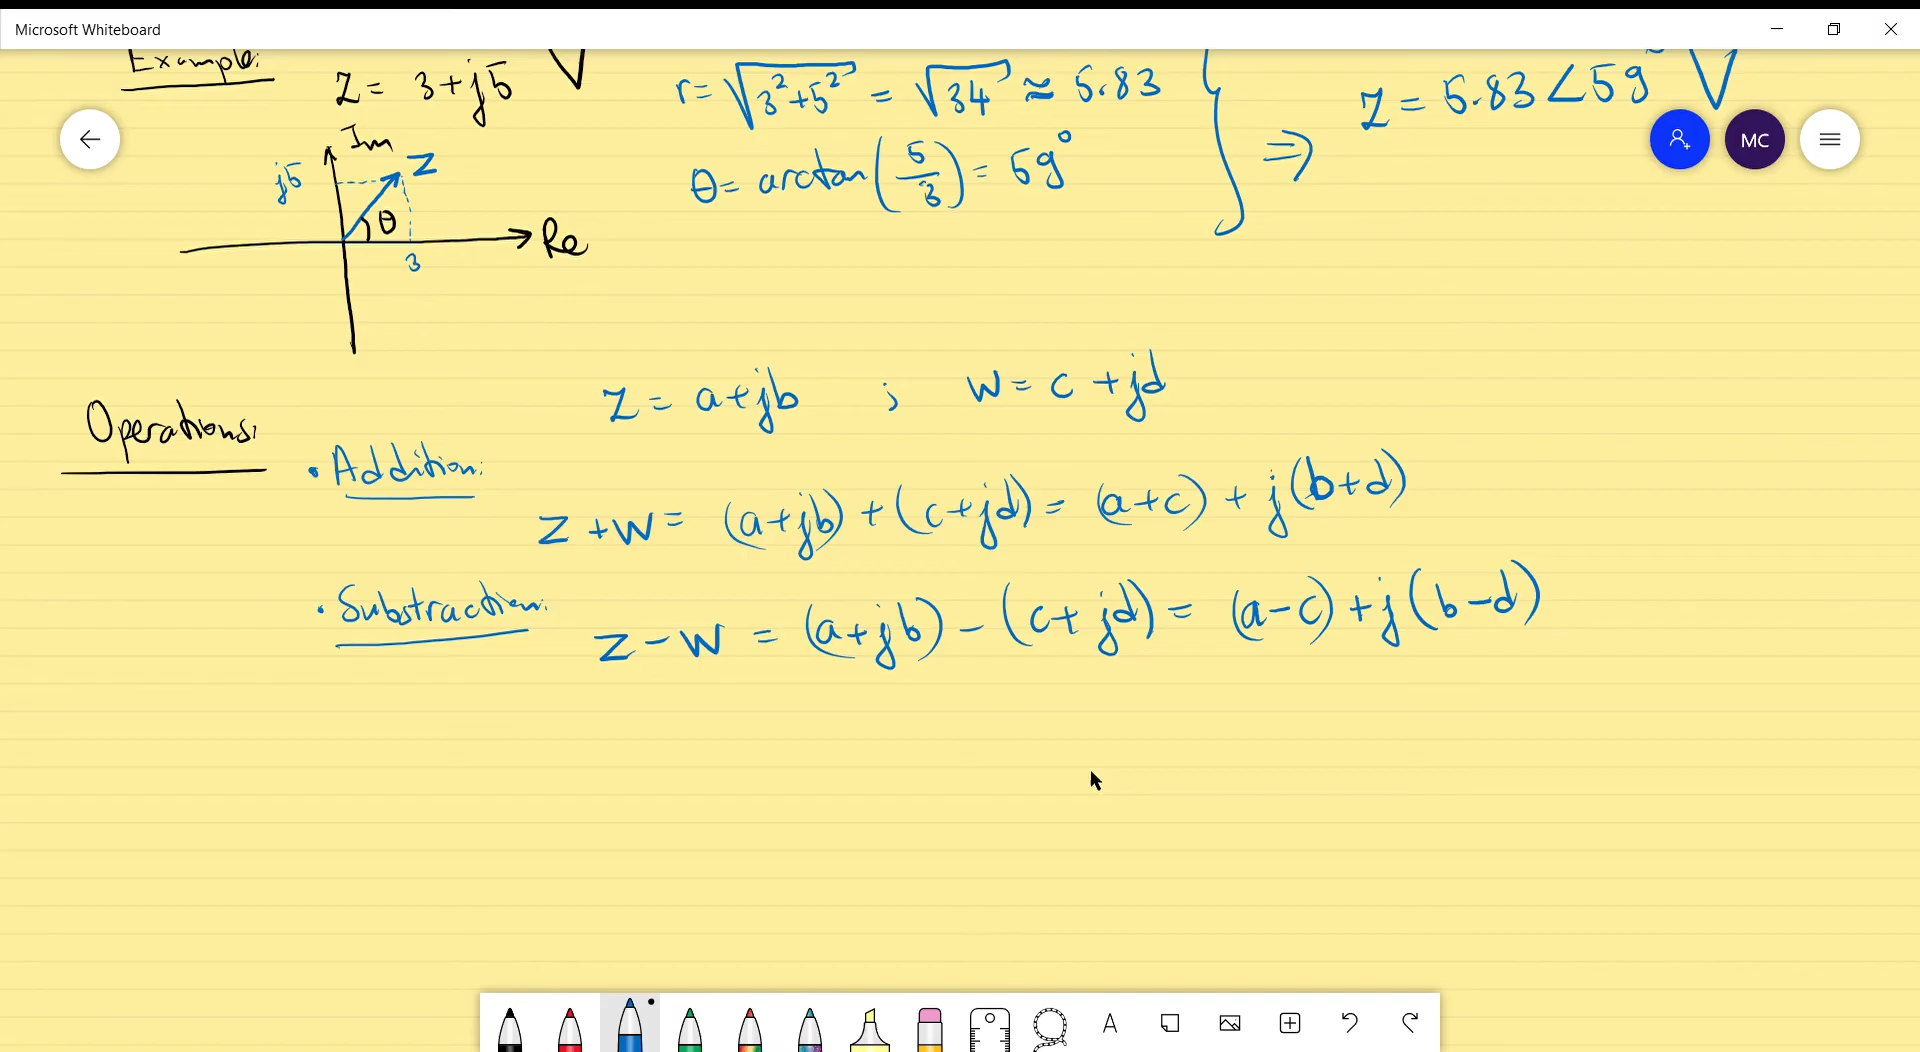 Microsoft Whiteboard
Example:
z = 3+j5
r = √(3²+5²) = √34 ≈ 5.83
θ = arctan(5/3) = 59°
⇒
z = 5.83 ∠59°
MC
Im
j5
z
θ
3
Re
Operations:
z = a+jb ; w = c+jd
• Addition:
z+w = (a+jb)+(c+jd) = (a+c) + j(b+d)
• Substraction:
z-w = (a+jb)-(c+jd) = (a-c)+j(b-d)
A